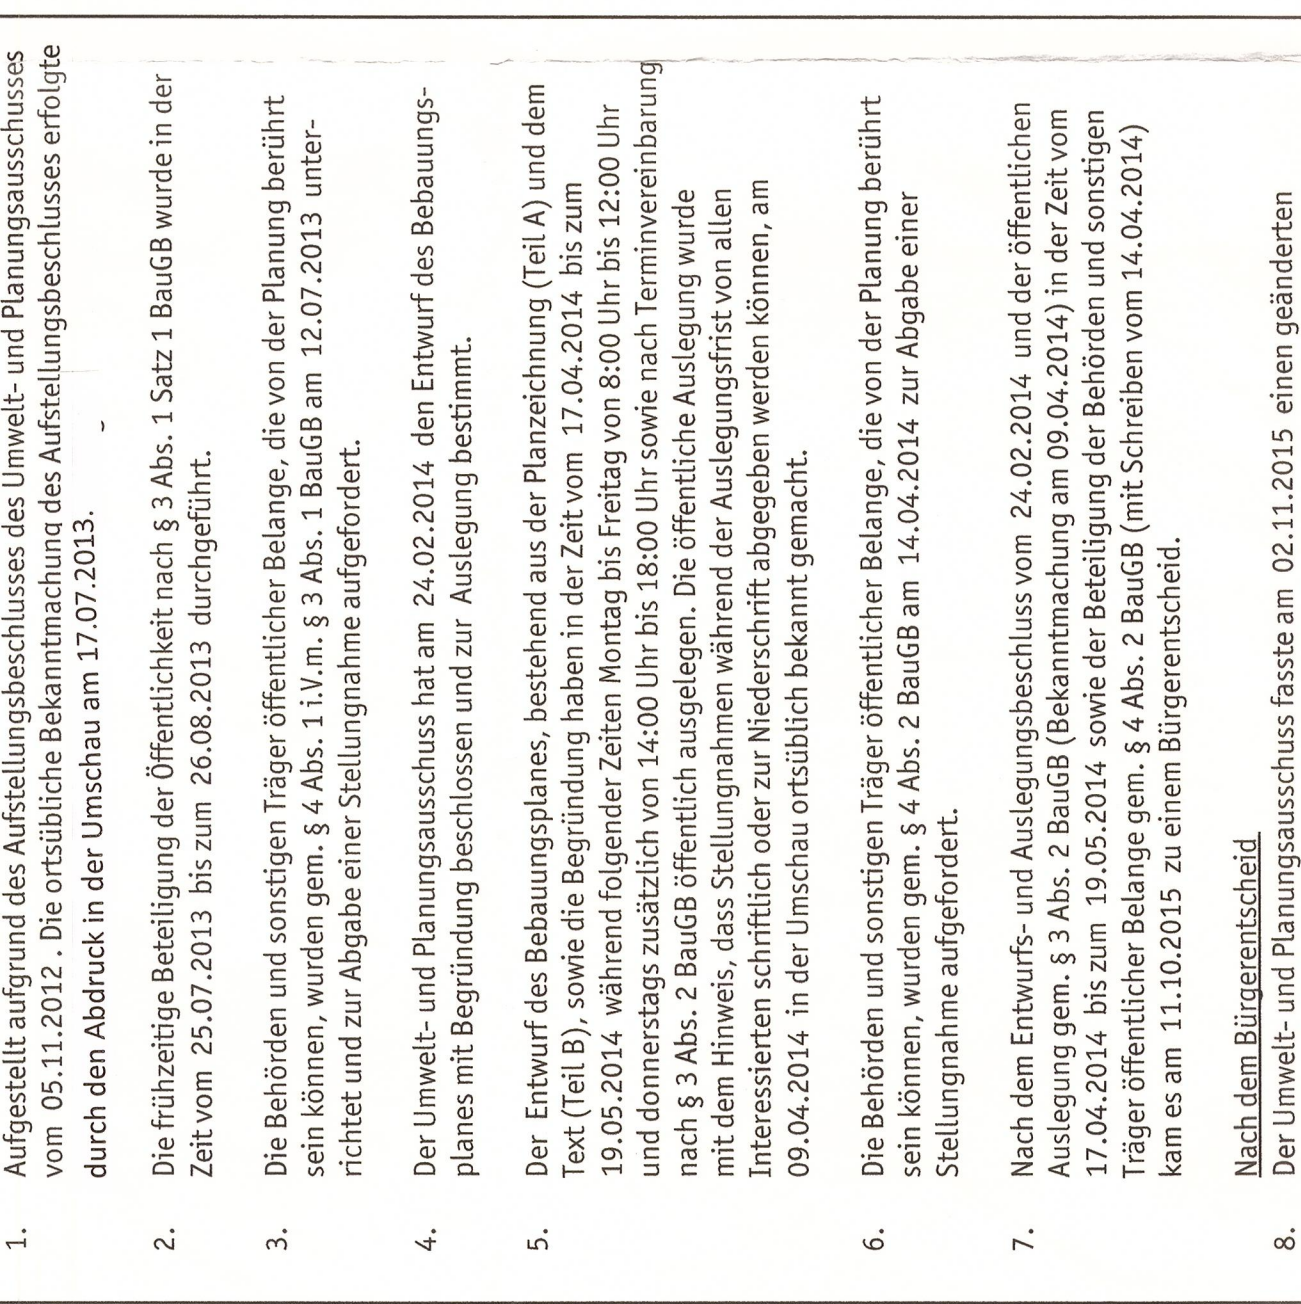 1. Aufgestellt aufgrund des Aufstellungsbeschlusses des Umwelt- und Planungsausschusses
vom 05.11.2012 . Die ortsübliche Bekanntmachung des Aufstellungsbeschlusses erfolgte
durch den Abdruck in der Umschau am 17.07.2013.
2. Die frühzeitige Beteiligung der Öffentlichkeit nach § 3 Abs. 1 Satz 1 BauGB wurde in der
Zeit vom 25.07.2013 bis zum 26.08.2013 durchgeführt.
3. Die Behörden und sonstigen Träger öffentlicher Belange, die von der Planung berührt
sein können, wurden gem. § 4 Abs. 1 i.V.m. § 3 Abs. 1 BauGB am 12.07.2013 unter-
richtet und zur Abgabe einer Stellungnahme aufgefordert.
4. Der Umwelt- und Planungsausschuss hat am 24.02.2014 den Entwurf des Bebauungs-
planes mit Begründung beschlossen und zur Auslegung bestimmt.
5. Der Entwurf des Bebauungsplanes, bestehend aus der Planzeichnung (Teil A) und dem
Text (Teil B), sowie die Begründung haben in der Zeit vom 17.04.2014 bis zum
19.05.2014 während folgender Zeiten Montag bis Freitag von 8:00 Uhr bis 12:00 Uhr
und donnerstags zusätzlich von 14:00 Uhr bis 18:00 Uhr sowie nach Terminvereinbarung
nach § 3 Abs. 2 BauGB öffentlich ausgelegen. Die öffentliche Auslegung wurde
mit dem Hinweis, dass Stellungnahmen während der Auslegungsfrist von allen
Interessierten schriftlich oder zur Niederschrift abgegeben werden können, am
09.04.2014 in der Umschau ortsüblich bekannt gemacht.
6. Die Behörden und sonstigen Träger öffentlicher Belange, die von der Planung berührt
sein können, wurden gem. § 4 Abs. 2 BauGB am 14.04.2014 zur Abgabe einer
Stellungnahme aufgefordert.
7. Nach dem Entwurfs- und Auslegungsbeschluss vom 24.02.2014 und der öffentlichen
Auslegung gem. § 3 Abs. 2 BauGB (Bekanntmachung am 09.04.2014) in der Zeit vom
17.04.2014 bis zum 19.05.2014 sowie der Beteiligung der Behörden und sonstigen
Träger öffentlicher Belange gem. § 4 Abs. 2 BauGB (mit Schreiben vom 14.04.2014)
kam es am 11.10.2015 zu einem Bürgerentscheid.
Nach dem Bürgerentscheid
8. Der Umwelt- und Planungsausschuss fasste am 02.11.2015 einen geänderten